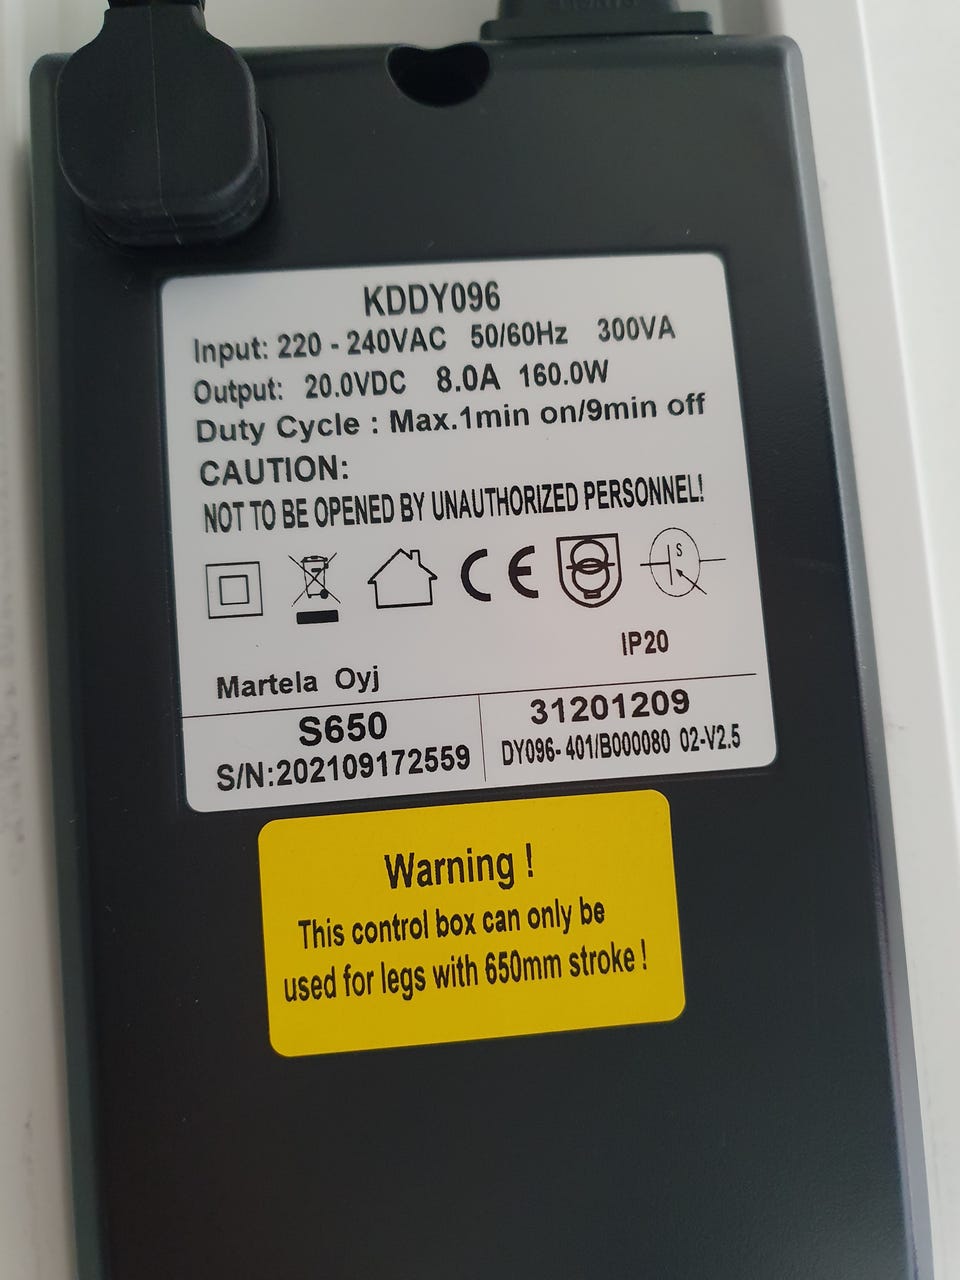 KDDY096
Input: 220 - 240VAC 50/60Hz 300VA
Output: 20.0VDC 8.0A 160.0W
Duty Cycle : Max.1min on/9min off
CAUTION:
NOT TO BE OPENED BY UNAUTHORIZED PERSONNEL!
CE
S
IP20
Martela Oyj
S650
S/N:202109172559
31201209
DY096-401/B000080 02-V2.5
Warning !
This control box can only be
used for legs with 650mm stroke !